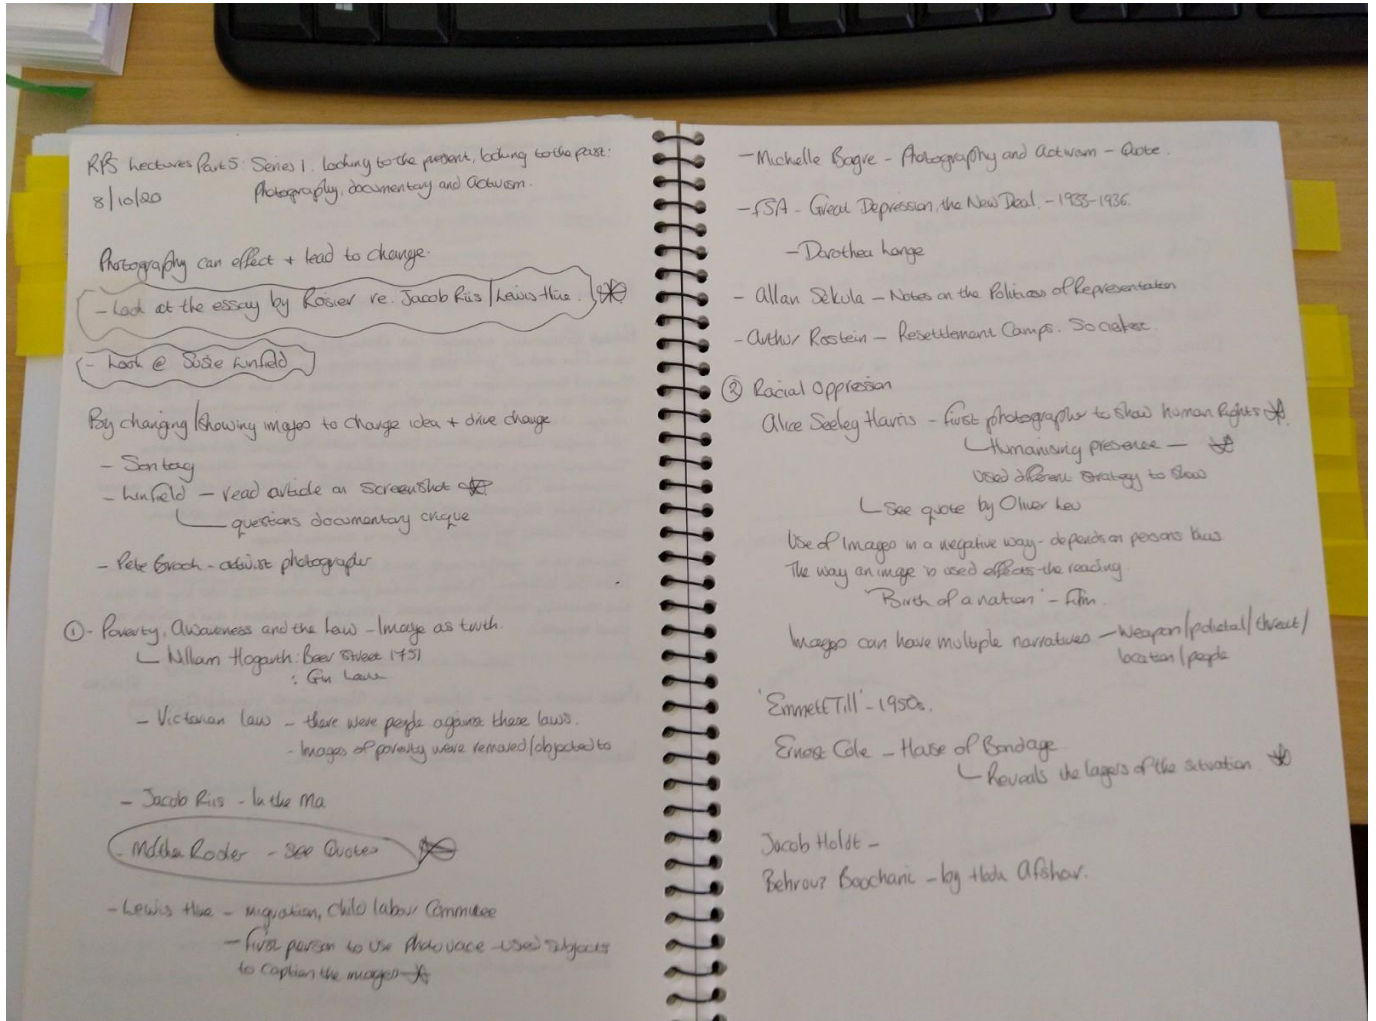 RPS Lectures Part 5: Series 1. Looking to the present, looking to the past:
8/10/20 Photography, documentary and Activism.
Photography can effect + lead to change.
- Look at the essay by Rosler re. Jacob Riis / Lewis Hine.
- Look @ Susie Linfield
By changing/showing images to change idea + drive change
- Sontag
- Linfield - read article on screenshot
questions documentary critique
- Pete Broch - activist photographer
① - Poverty, Awareness and the Law - Image as truth.
William Hogarth: Beer Street 1751
: Gin Lane
- Victorian Law - there were people against these laws.
- Images of poverty were removed/objected to
- Jacob Riis - In the Ma
- Martha Rosler - See Quotes
- Lewis Hine - migration, Child labour Committee
- First person to use photo voice - used subjects
to caption the images
- Michelle Bogre - Photography and Activism - Quote.
- FSA - Great Depression, the New Deal. - 1933-1936.
- Dorothea Lange
- Allan Sekula - Notes on the Politics of Representation
- Arthur Rostein - Resettlement Camps.
② Racial Oppression
Alice Seeley Harris - First photographer to show human Rights
Humanising presence -
Used different strategy to show
See quote by Oliver Leu
Use of Images in a negative way - depends on persons bias
The way an image is used effects the reading.
'Birth of a nation' - Film.
Images can have multiple narratives - Weapon/political/threat/
location/people
'Emmett Till' - 1950s.
Ernest Cole - House of Bondage
Reveals the layers of the situation.
Jacob Holdt -
Behrouz Boochani - by Hoda Afshar.